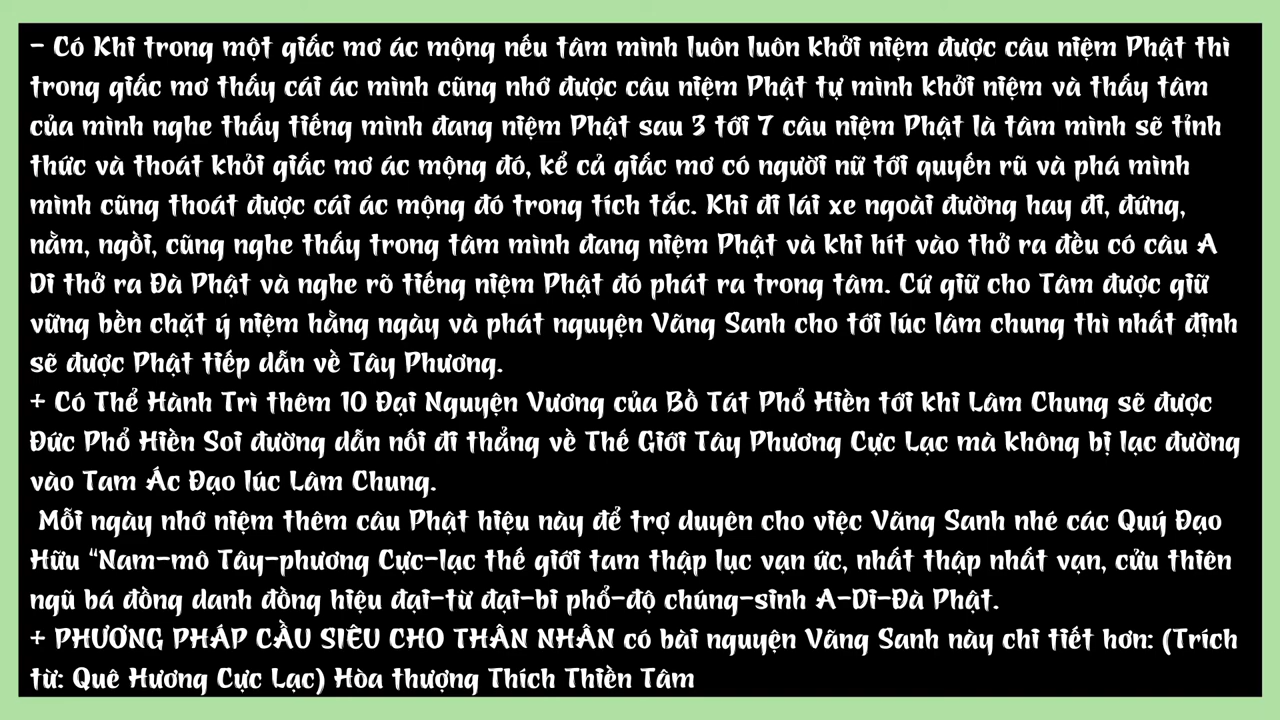 - Có Khi trong một giấc mơ ác mộng nếu tâm mình luôn luôn khởi niệm được câu niệm Phật thì
trong giấc mơ thấy cái ác mình cũng nhớ được câu niệm Phật tự mình khởi niệm và thấy tâm
của mình nghe thấy tiếng mình đang niệm Phật sau 3 tới 7 câu niệm Phật là tâm mình sẽ tỉnh
thức và thoát khỏi giấc mơ ác mộng đó, kể cả giấc mơ có người nữ tới quyến rũ và phá mình
mình cũng thoát được cái ác mộng đó trong tích tắc. Khi đi lái xe ngoài đường hay đi, đứng,
nằm, ngồi, cũng nghe thấy trong tâm mình đang niệm Phật và khi hít vào thở ra đều có câu A
Di thở ra Đà Phật và nghe rõ tiếng niệm Phật đó phát ra trong tâm. Cứ giữ cho Tâm được giữ
vững bền chặt ý niệm hằng ngày và phát nguyện Vãng Sanh cho tới lúc lâm chung thì nhất định
sẽ được Phật tiếp dẫn về Tây Phương.
+ Có Thể Hành Trì thêm 10 Đại Nguyện Vương của Bồ Tát Phổ Hiền tới khi Lâm Chung sẽ được
Đức Phổ Hiền Soi đường dẫn nối đi thẳng về Thế Giới Tây Phương Cực Lạc mà không bị lạc đường
vào Tam Ác Đạo lúc Lâm Chung.
Mỗi ngày nhớ niệm thêm câu Phật hiệu này để trợ duyên cho việc Vãng Sanh nhé các Quý Đạo
Hữu "Nam-mô Tây-phương Cực-lạc thế giới tam thập lục vạn ức, nhất thập nhất vạn, cửu thiên
ngũ bá đồng danh đồng hiệu đại-từ đại-bi phổ-độ chúng-sinh A-Di-Đà Phật.
+ PHƯƠNG PHÁP CẦU SIÊU CHO THÂN NHÂN có bài nguyện Vãng Sanh này chi tiết hơn: (Trích
từ: Quê Hương Cực Lạc) Hòa thượng Thích Thiền Tâm